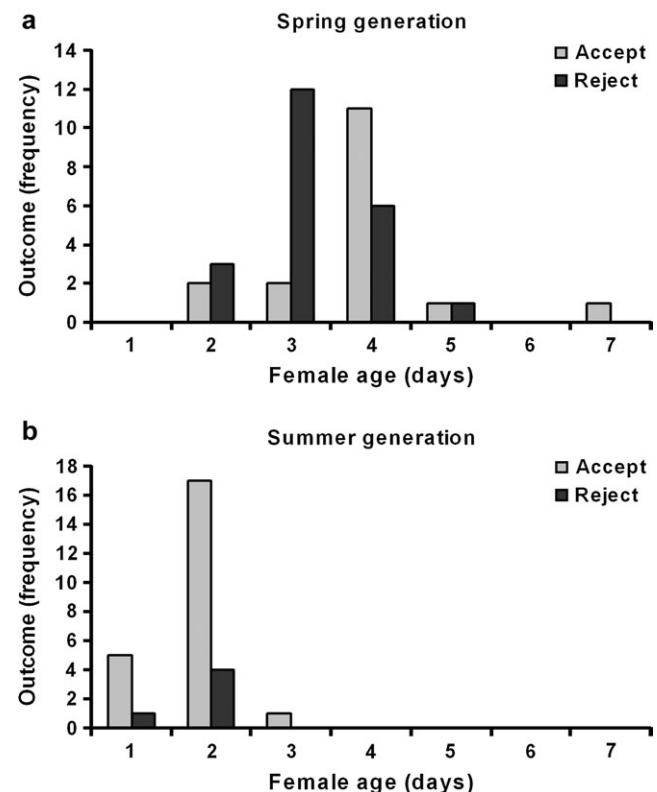 a
Spring generation
Accept
Reject
Outcome (frequency)
14
12
10
8
6
4
2
0
1 2 3 4 5 6 7
Female age (days)
b
Summer generation
Accept
Reject
Outcome (frequency)
18
16
14
12
10
8
6
4
2
0
1 2 3 4 5 6 7
Female age (days)